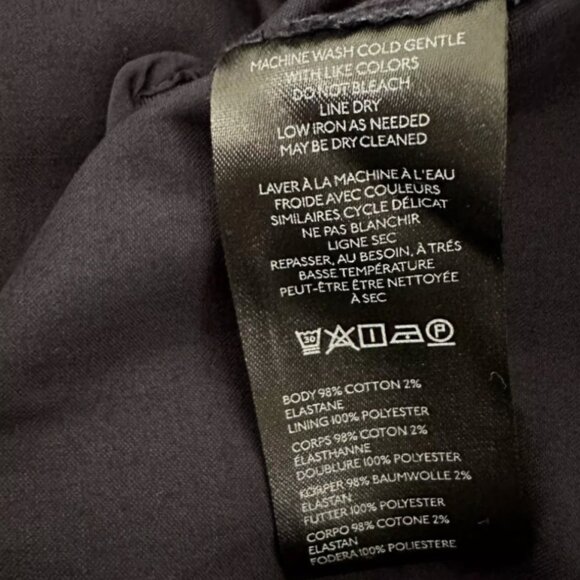 MACHINE WASH COLD GENTLE
WITH LIKE COLORS
DO NOT BLEACH
LINE DRY
LOW IRON AS NEEDED
MAY BE DRY CLEANED
LAVER À LA MACHINE À L'EAU
FROIDE AVEC COULEURS
SIMILAIRES, CYCLE DÉLICAT
NE PAS BLANCHIR
LIGNE SEC
REPASSER, AU BESOIN, À TRÉS
BASSE TEMPÉRATURE
PEUT-ÊTRE ÊTRE NETTOYÉE
À SEC
30 P
BODY 98% COTTON 2%
ELASTANE
LINING 100% POLYESTER
CORPS 98% COTON 2%
ÉLASTHANNE
DOUBLURE 100% POLYESTER
KÖRPER 98% BAUMWOLLE 2%
ELASTAN
FUTTER 100% POLYESTER
CORPO 98% COTONE 2%
ELASTAN
FODERA 100% POLIESTERE